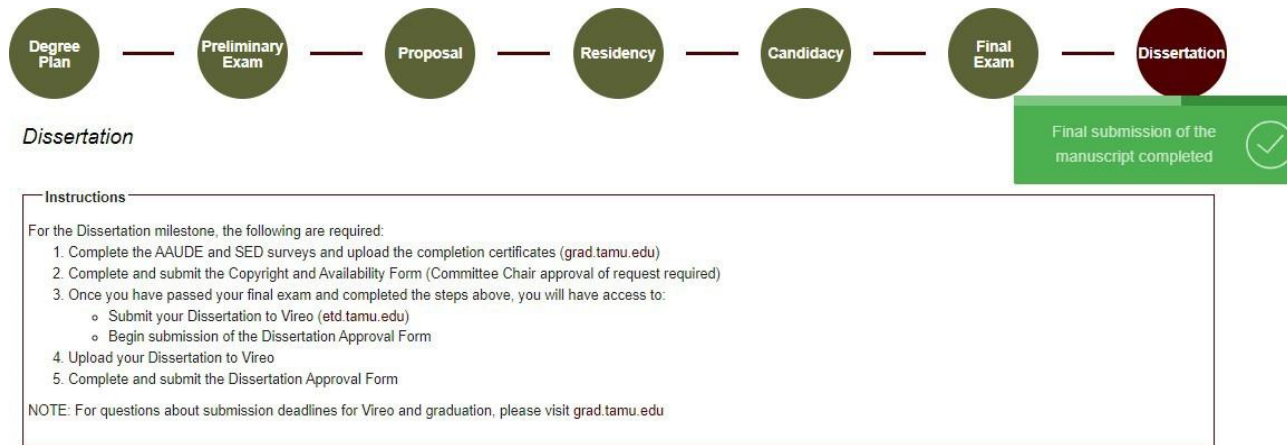 Degree
Plan
Preliminary
Exam
Proposal
Residency
Candidacy
Final
Exam
Dissertation
Final submission of the
manuscript completed
Dissertation
Instructions
For the Dissertation milestone, the following are required:
1. Complete the AAUDE and SED surveys and upload the completion certificates (grad.tamu.edu)
2. Complete and submit the Copyright and Availability Form (Committee Chair approval of request required)
3. Once you have passed your final exam and completed the steps above, you will have access to:
Submit your Dissertation to Vireo (etd.tamu.edu)
Begin submission of the Dissertation Approval Form
4. Upload your Dissertation to Vireo
5. Complete and submit the Dissertation Approval Form
NOTE: For questions about submission deadlines for Vireo and graduation, please visit grad.tamu.edu